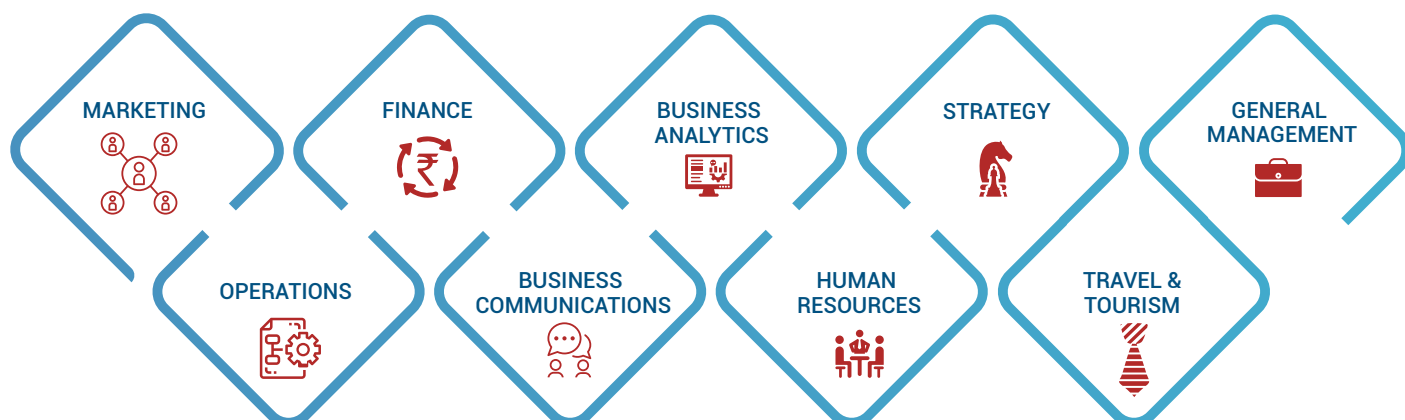 MARKETING
FINANCE
BUSINESS
ANALYTICS
STRATEGY
GENERAL
MANAGEMENT
OPERATIONS
BUSINESS
COMMUNICATIONS
HUMAN
RESOURCES
TRAVEL &
TOURISM